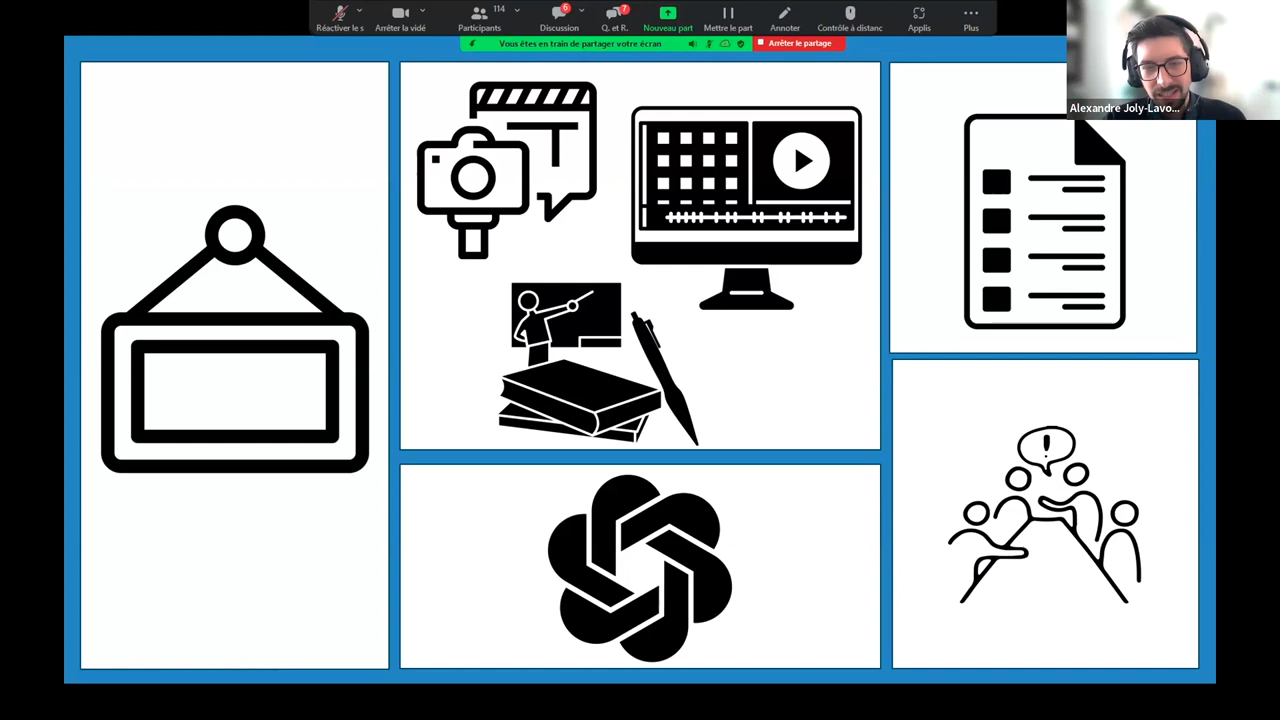 114
6
7
Réactiver le s
Arrêter la vidé
Participants
Discussion
Q. et R.
Nouveau part
Mettre le part
Annoter
Contrôle à distanc
Applis
Plus
Vous êtes en train de partager votre écran
Arrêter le partage
Alexandre Joly-Lavo...
T
!